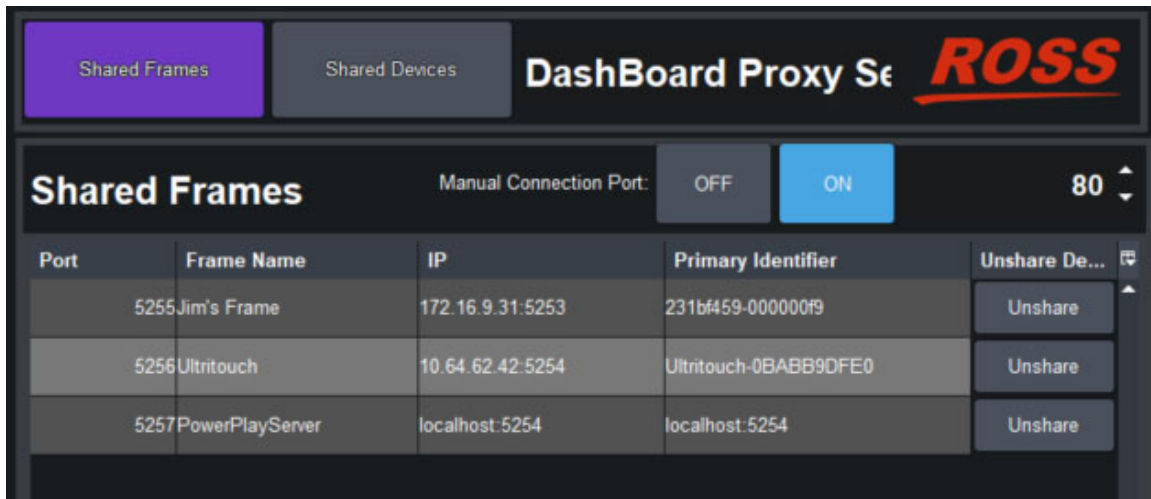 Shared Frames Shared Devices DashBoard Proxy Se ROSS
Shared Frames Manual Connection Port: OFF ON 80
Port Frame Name IP Primary Identifier Unshare De...
5255 Jim's Frame 172.16.9.31:5253 231bf459-000000f9 Unshare
5256 Ultritouch 10.64.62.42:5254 Ultritouch-0BABB9DFE0 Unshare
5257 PowerPlayServer localhost:5254 localhost:5254 Unshare